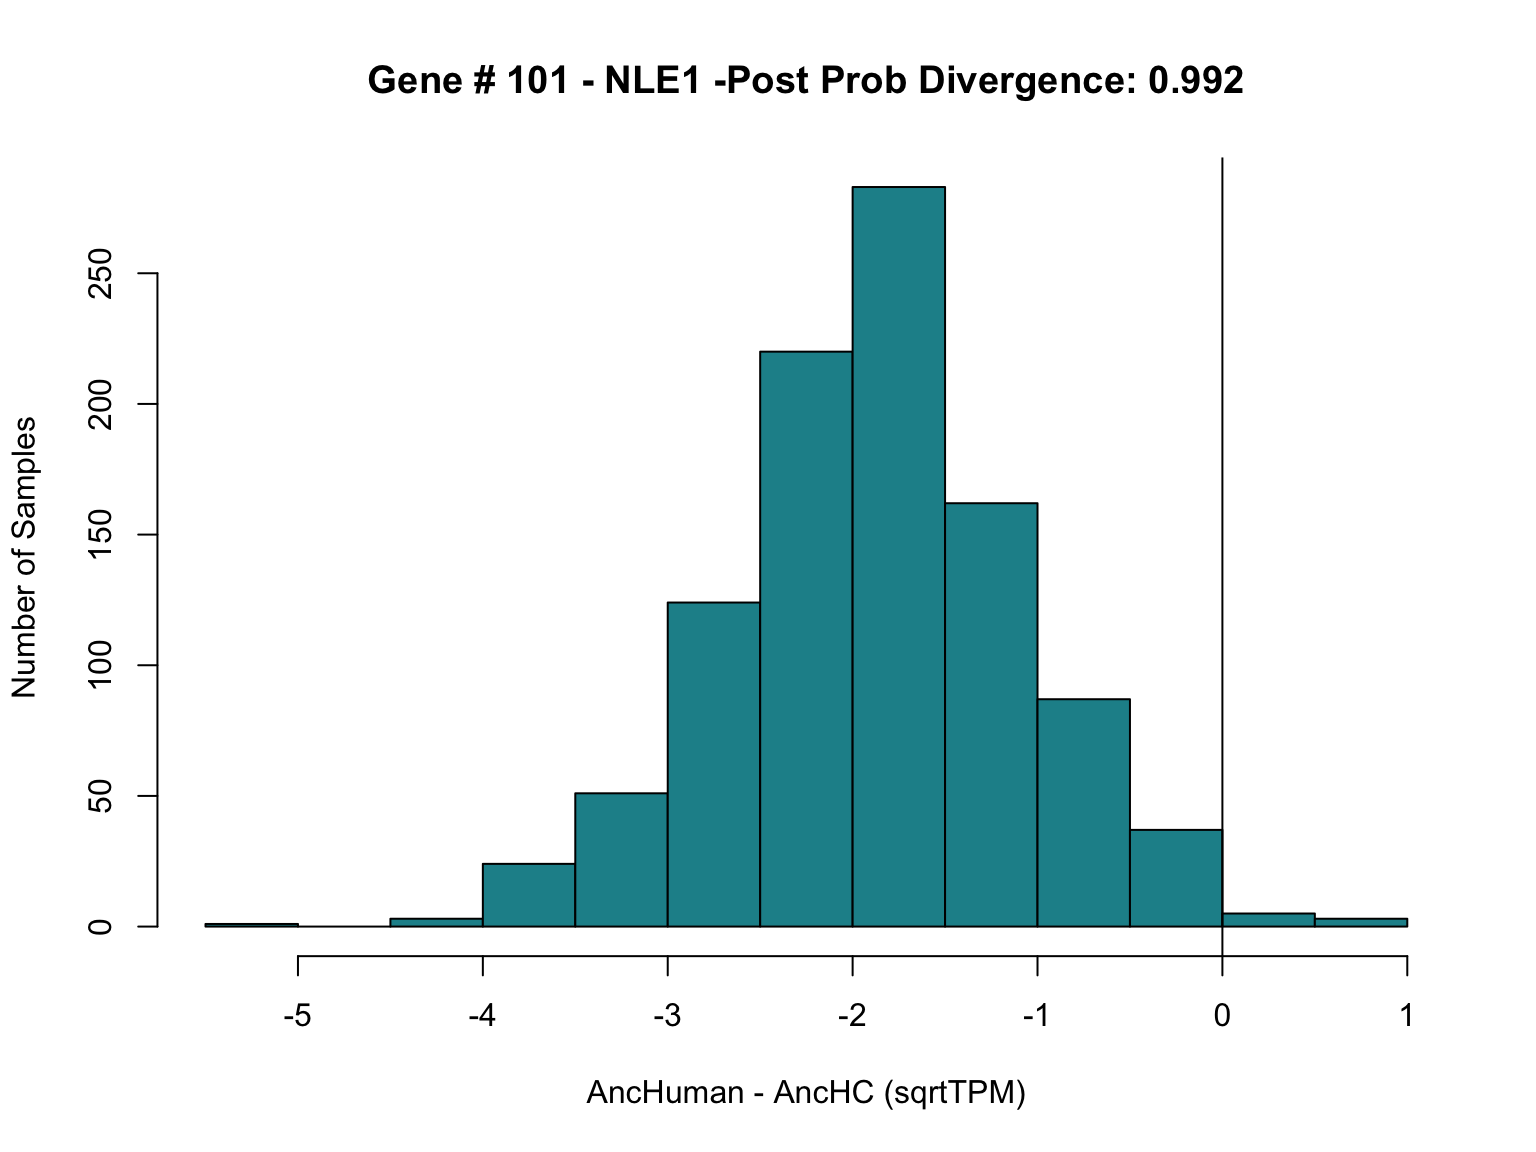 Gene # 101 - NLE1 -Post Prob Divergence: 0.992
Number of Samples
250
200
150
100
50
0
-5 -4 -3 -2 -1 0 1
AncHuman - AncHC (sqrtTPM)